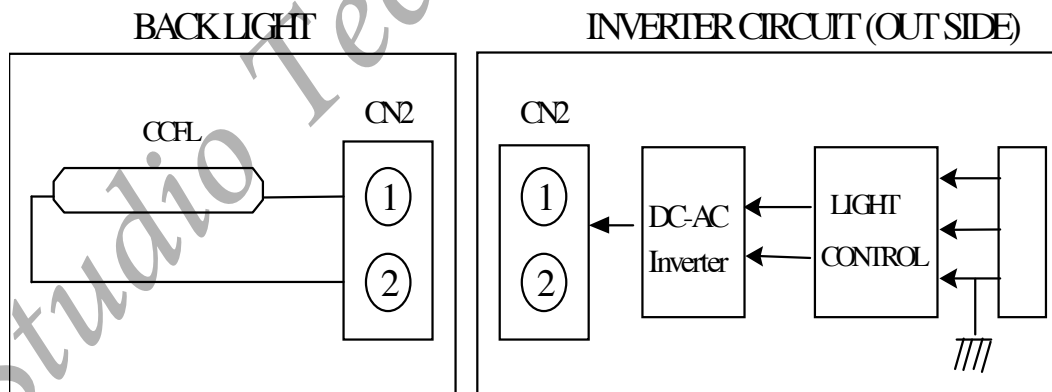 BACK LIGHT
INVERTER CIRCUIT (OUT SIDE)
CCFL
CN2
1
2
CN2
1
2
DC-AC
Inverter
LIGHT
CONTROL